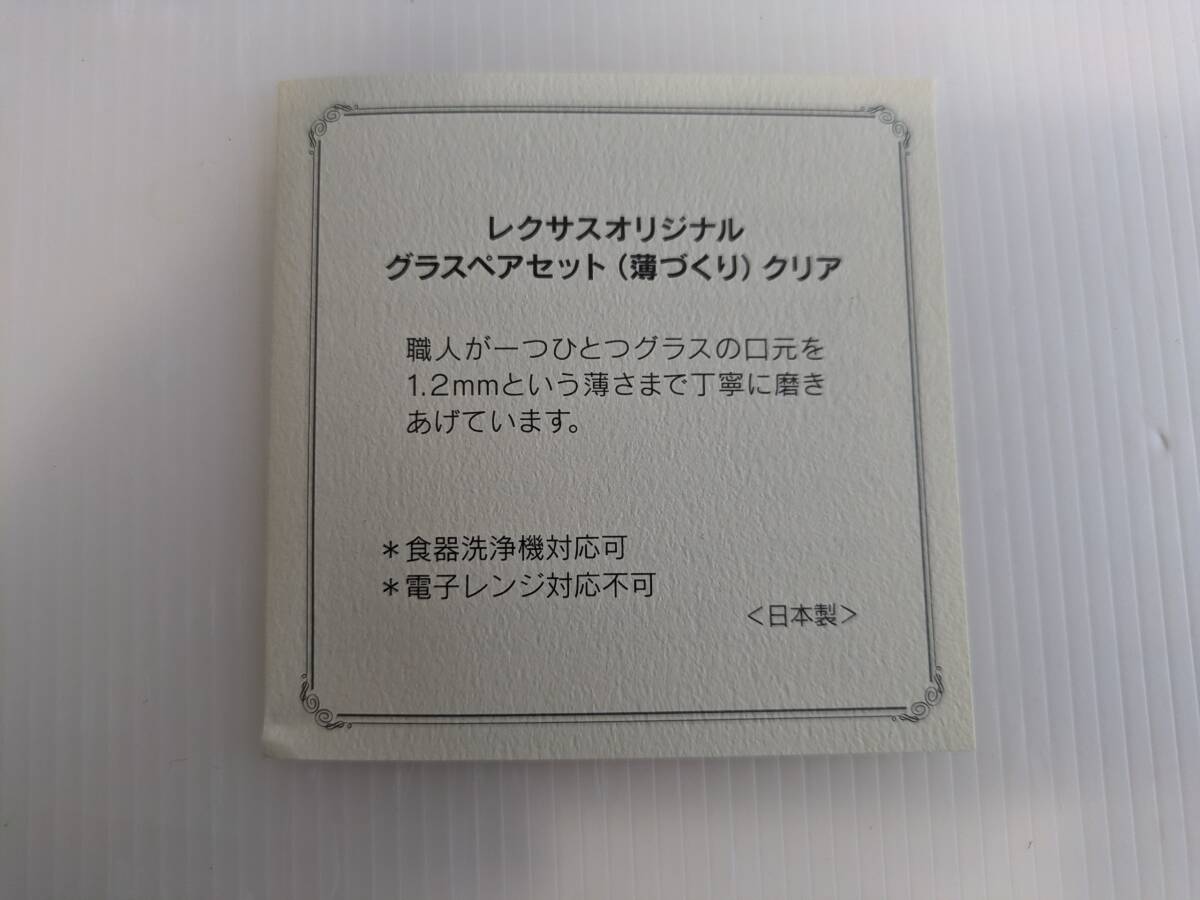 レクサスオリジナル
グラスペアセット（薄づくり）クリア
職人が一つひとつグラスの口元を
1.2mmという薄さまで丁寧に磨き
あげています。
＊食器洗浄機対応可
＊電子レンジ対応不可
＜日本製＞